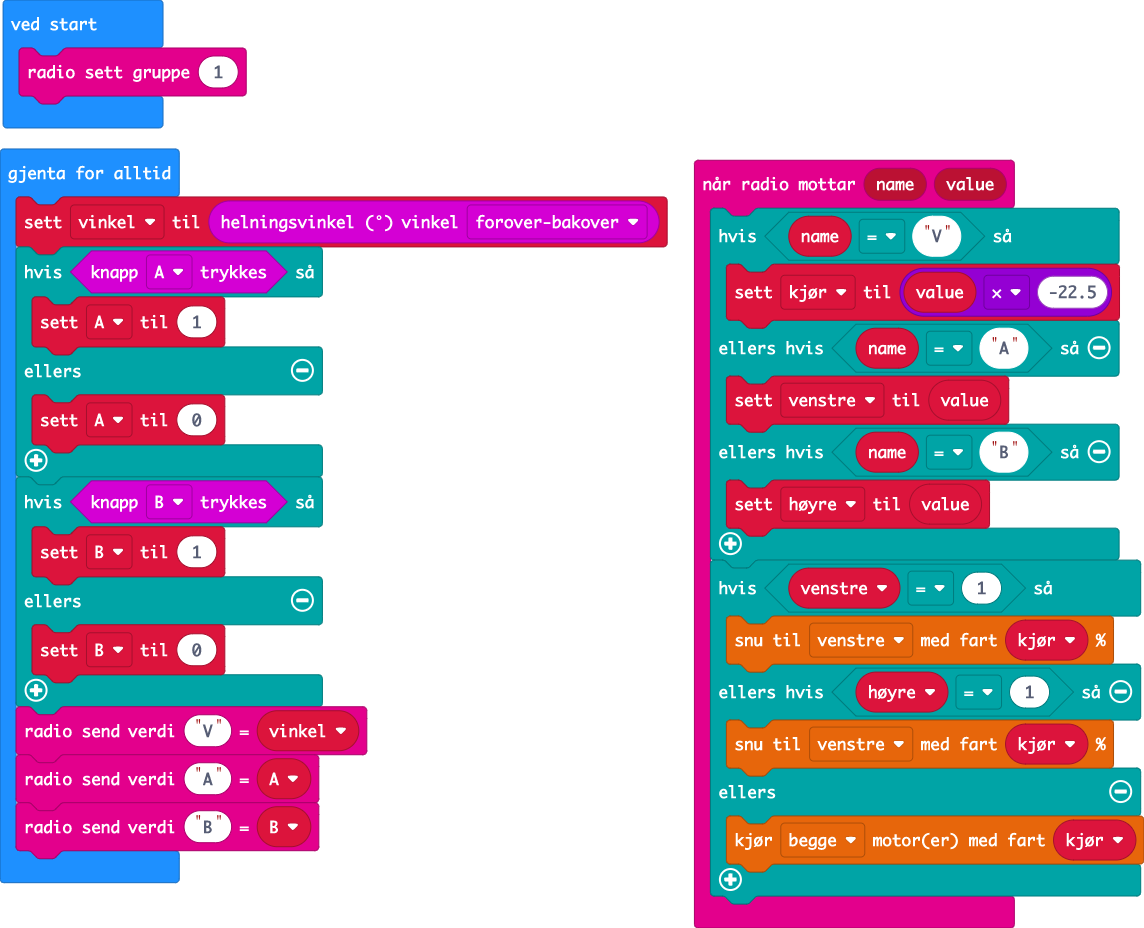 ved start
radio sett gruppe 1
gjenta for alltid
sett vinkel til helningsvinkel (°) vinkel forover-bakover
hvis knapp A trykkes så
sett A til 1
ellers
sett A til 0
hvis knapp B trykkes så
sett B til 1
ellers
sett B til 0
radio send verdi "V" = vinkel
radio send verdi "A" = A
radio send verdi "B" = B
når radio mottar name value
hvis name = "V" så
sett kjør til value × -22.5
ellers hvis name = "A" så
sett venstre til value
ellers hvis name = "B" så
sett høyre til value
hvis venstre = 1 så
snu til venstre med fart kjør %
ellers hvis høyre = 1 så
snu til venstre med fart kjør %
ellers
kjør begge motor(er) med fart kjør